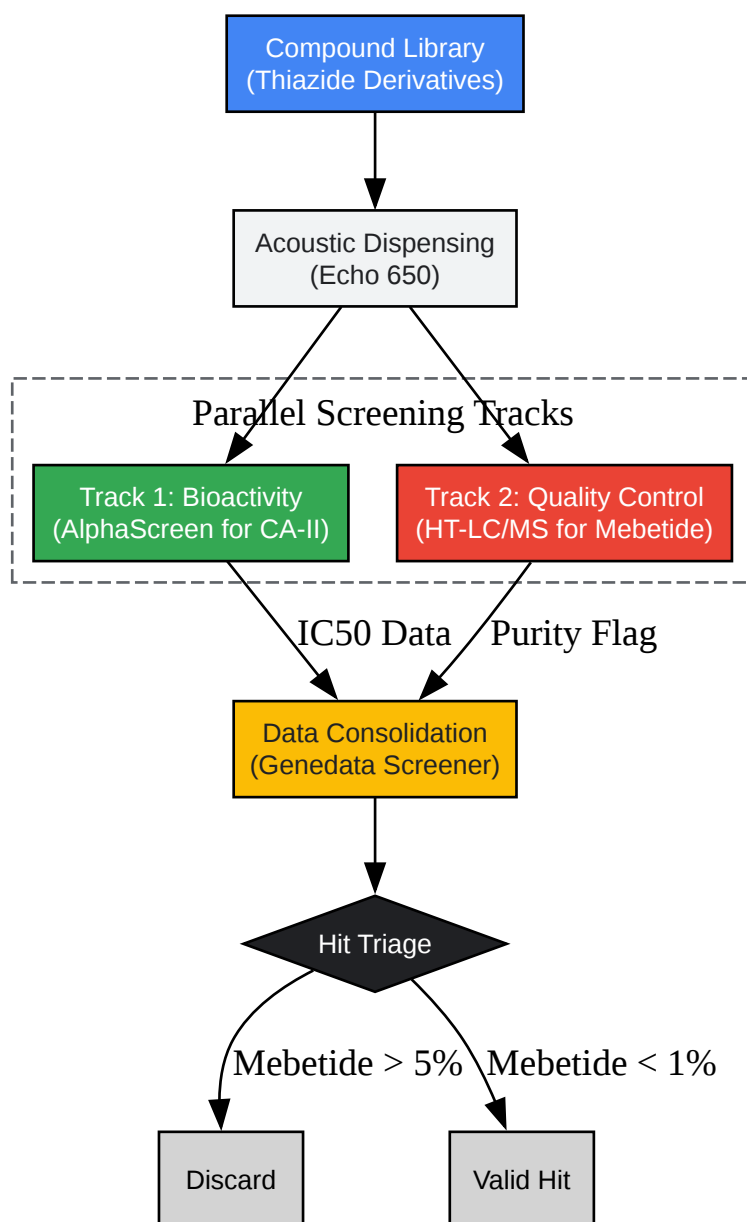 Compound Library
(Thiazide Derivatives)
Acoustic Dispensing
(Echo 650)
Parallel Screening Tracks
Track 1: Bioactivity
(AlphaScreen for CA-II)
Track 2: Quality Control
(HT-LC/MS for Mebetide)
IC50 Data
Purity Flag
Data Consolidation
(Genedata Screener)
Hit Triage
Mebetide > 5%
Mebetide < 1%
Discard
Valid Hit